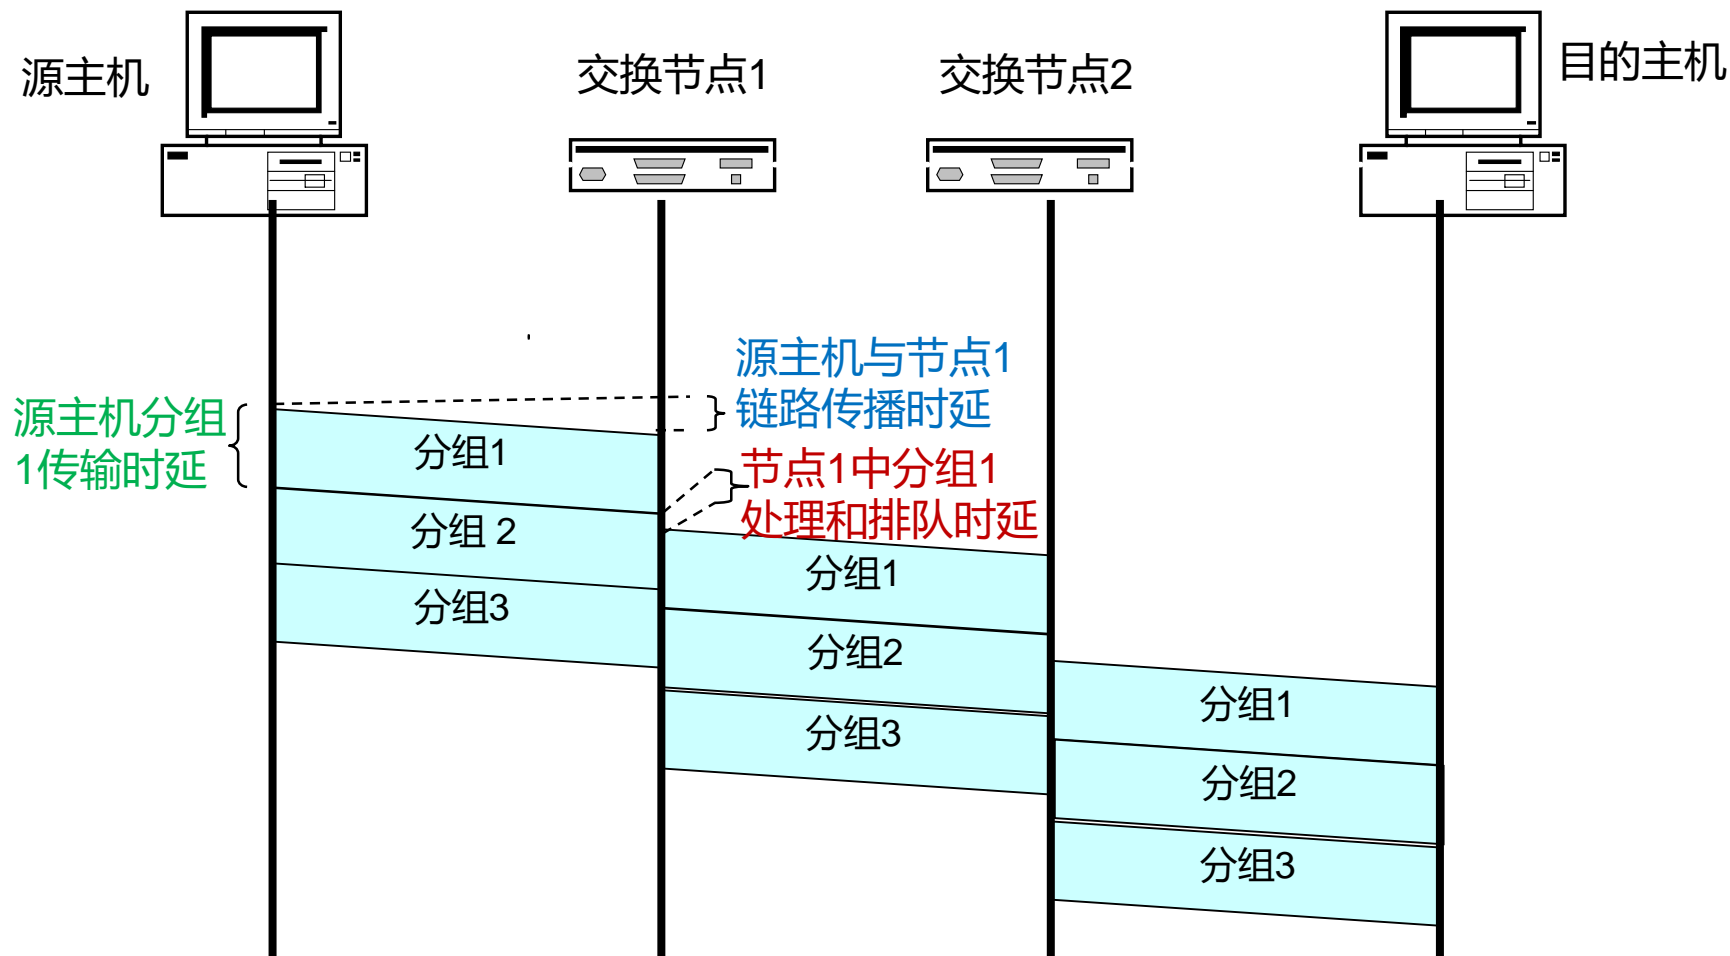 源主机
交换节点1
交换节点2
目的主机
源主机与节点1
链路传播时延
源主机分组
1传输时延
节点1中分组1
处理和排队时延
分组1
分组 2
分组3
分组1
分组2
分组3
分组1
分组2
分组3